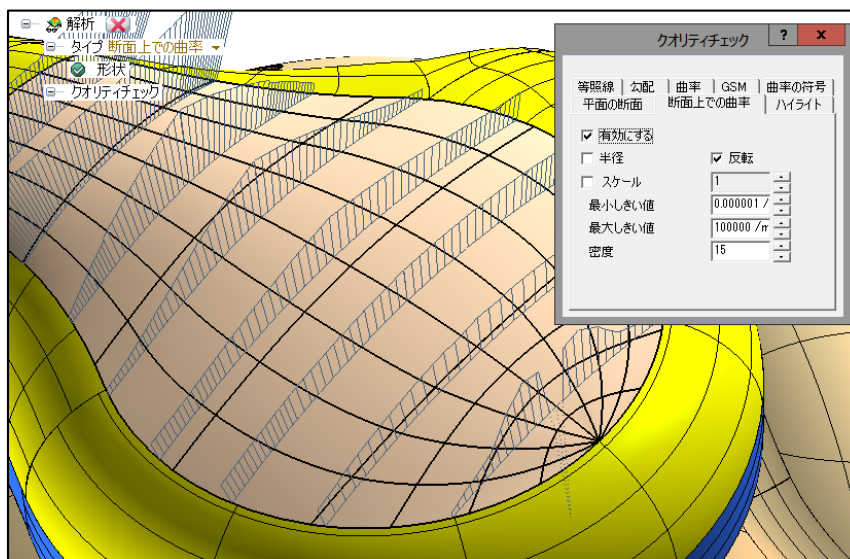 解析
タイプ 断面上での曲率
形状
クオリティチェック
クオリティチェック ? x
等照線 勾配 曲率 GSM 曲率の符号
平面の断面 断面上での曲率 ハイライト
有効にする
半径 反転
スケール 1
最小しきい値 0.000001 /
最大しきい値 100000 /m
密度 15